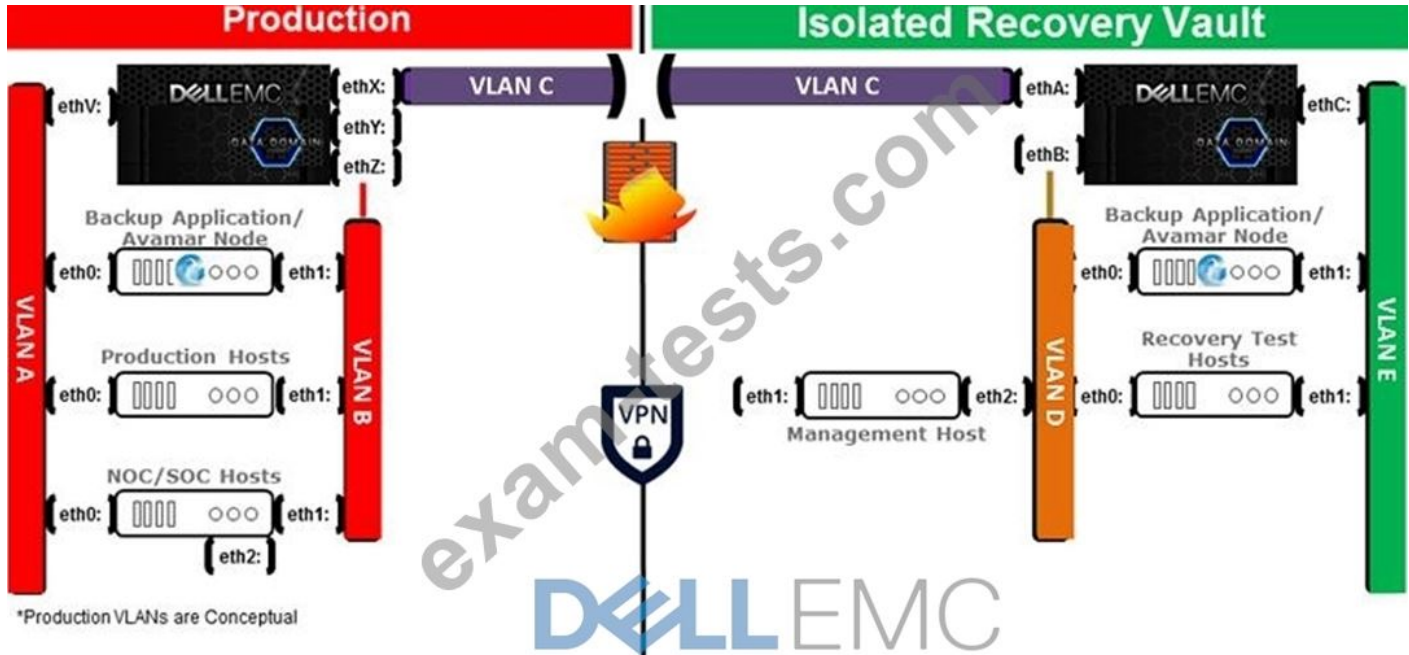 Production
Isolated Recovery Vault
ethV:
DELLEMC
DATA DOMAIN
ethX:
ethY:
ethZ:
VLAN C
VLAN C
ethA:
ethB:
DELLEMC
DATA DOMAIN
ethC:
Backup Application/
Avamar Node
eth0:
eth1:
Backup Application/
Avamar Node
eth0:
eth1:
VLAN A
Production Hosts
eth0:
eth1:
VLAN B
VPN
eth1:
eth2:
Management Host
VLAN D
Recovery Test
Hosts
eth0:
eth1:
VLAN E
NOC/SOC Hosts
eth0:
eth1:
eth2:
*Production VLANs are Conceptual
DELLEMC
exam-tests.com